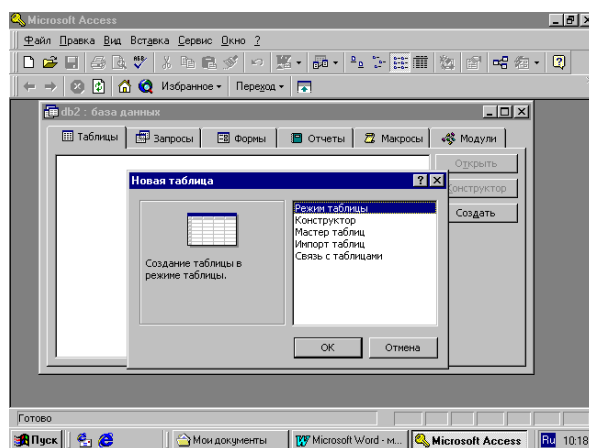 Microsoft Access
Файл Правка Вид Вставка Сервис Окно ?
Избранное Переход
db2 : база данных
Таблицы Запросы Формы Отчеты Макросы Модули
Открыть
Конструктор
Создать
Новая таблица
Режим таблицы
Конструктор
Мастер таблиц
Импорт таблиц
Связь с таблицами
Создание таблицы в
режиме таблицы.
ОК Отмена
Готово
Пуск Мои документы Microsoft Word - м... Microsoft Access Ru 10:18